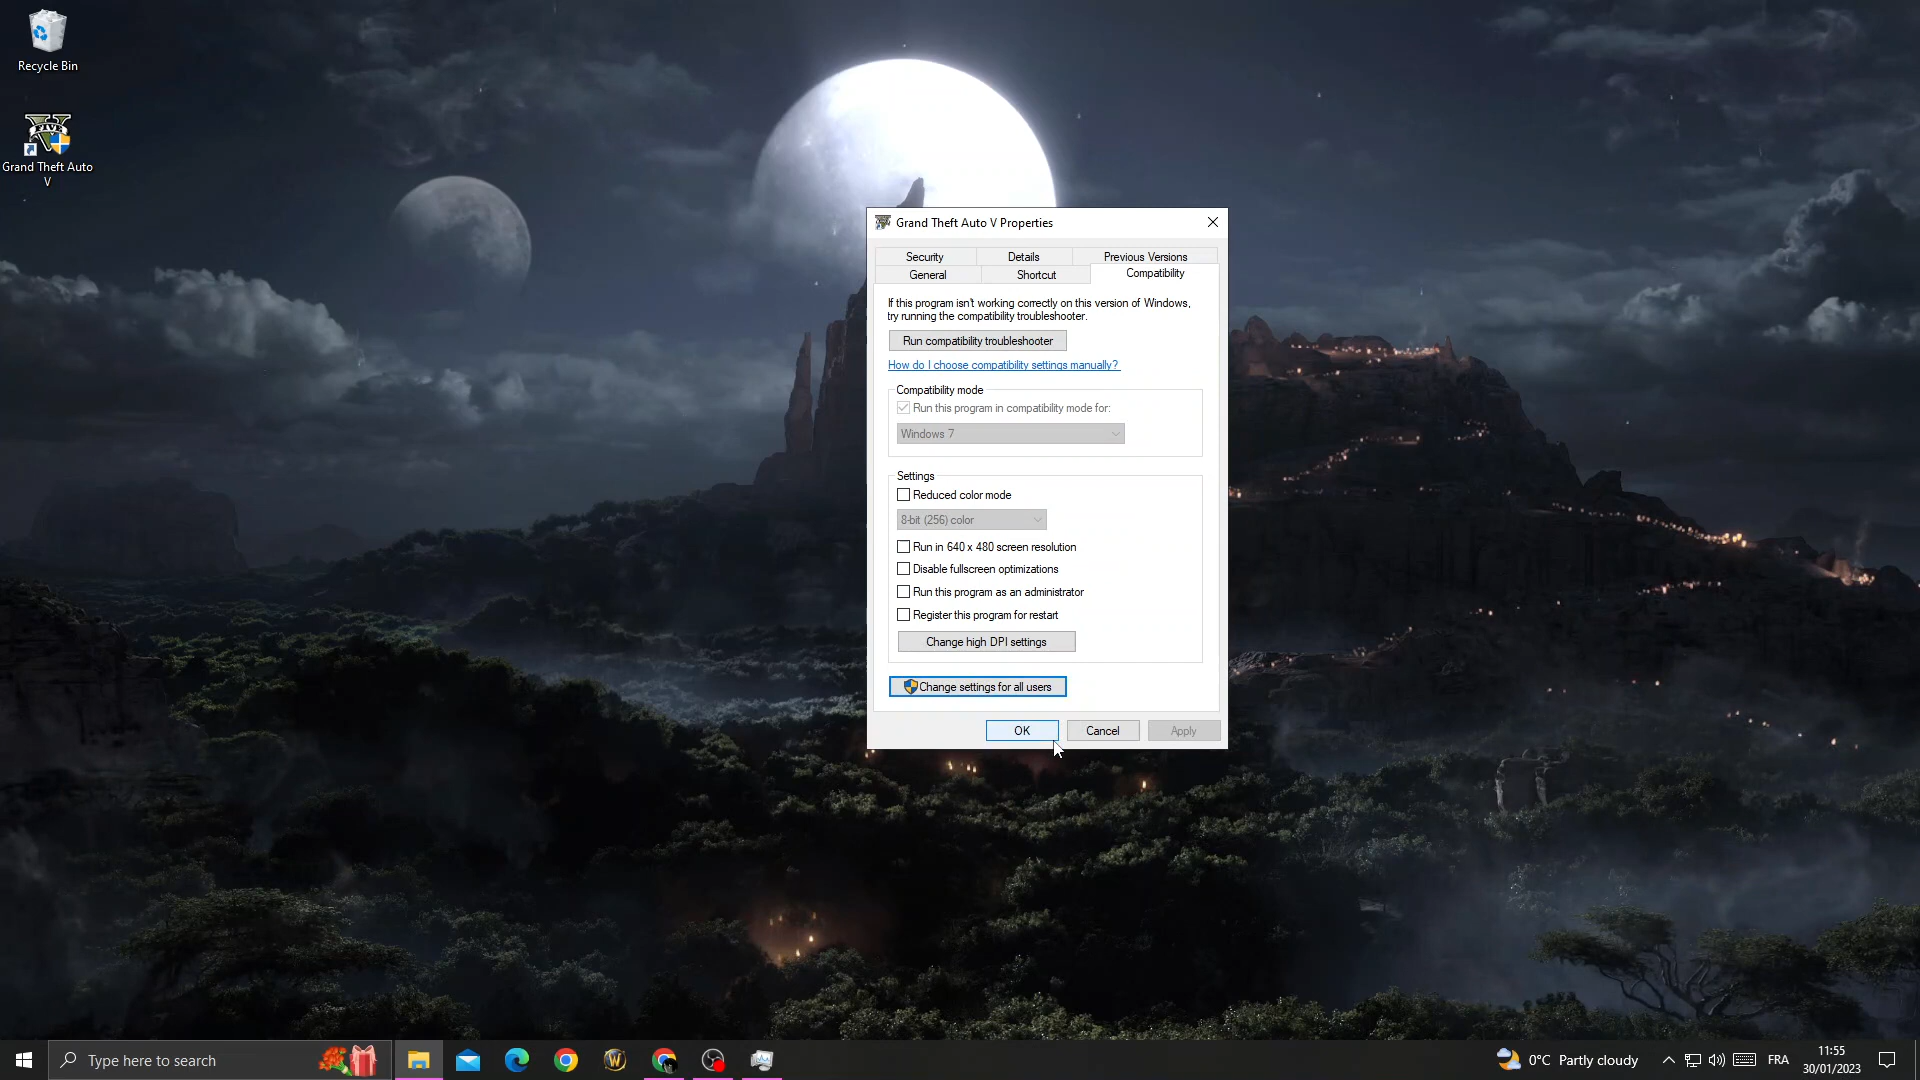 Recycle Bin
FIVE
Grand Theft Auto
V
Grand Theft Auto V Properties
Security
Details
Previous Versions
General
Shortcut
Compatibility
If this program isn't working correctly on this version of Windows,
try running the compatibility troubleshooter.
Run compatibility troubleshooter
How do I choose compatibility settings manually?
Compatibility mode
Run this program in compatibility mode for:
Windows 7
Settings
Reduced color mode
8-bit (256) color
Run in 640 x 480 screen resolution
Disable fullscreen optimizations
Run this program as an administrator
Register this program for restart
Change high DPI settings
Change settings for all users
OK
Cancel
Apply
Type here to search
W
0°C Partly cloudy
FRA
11:55
30/01/2023